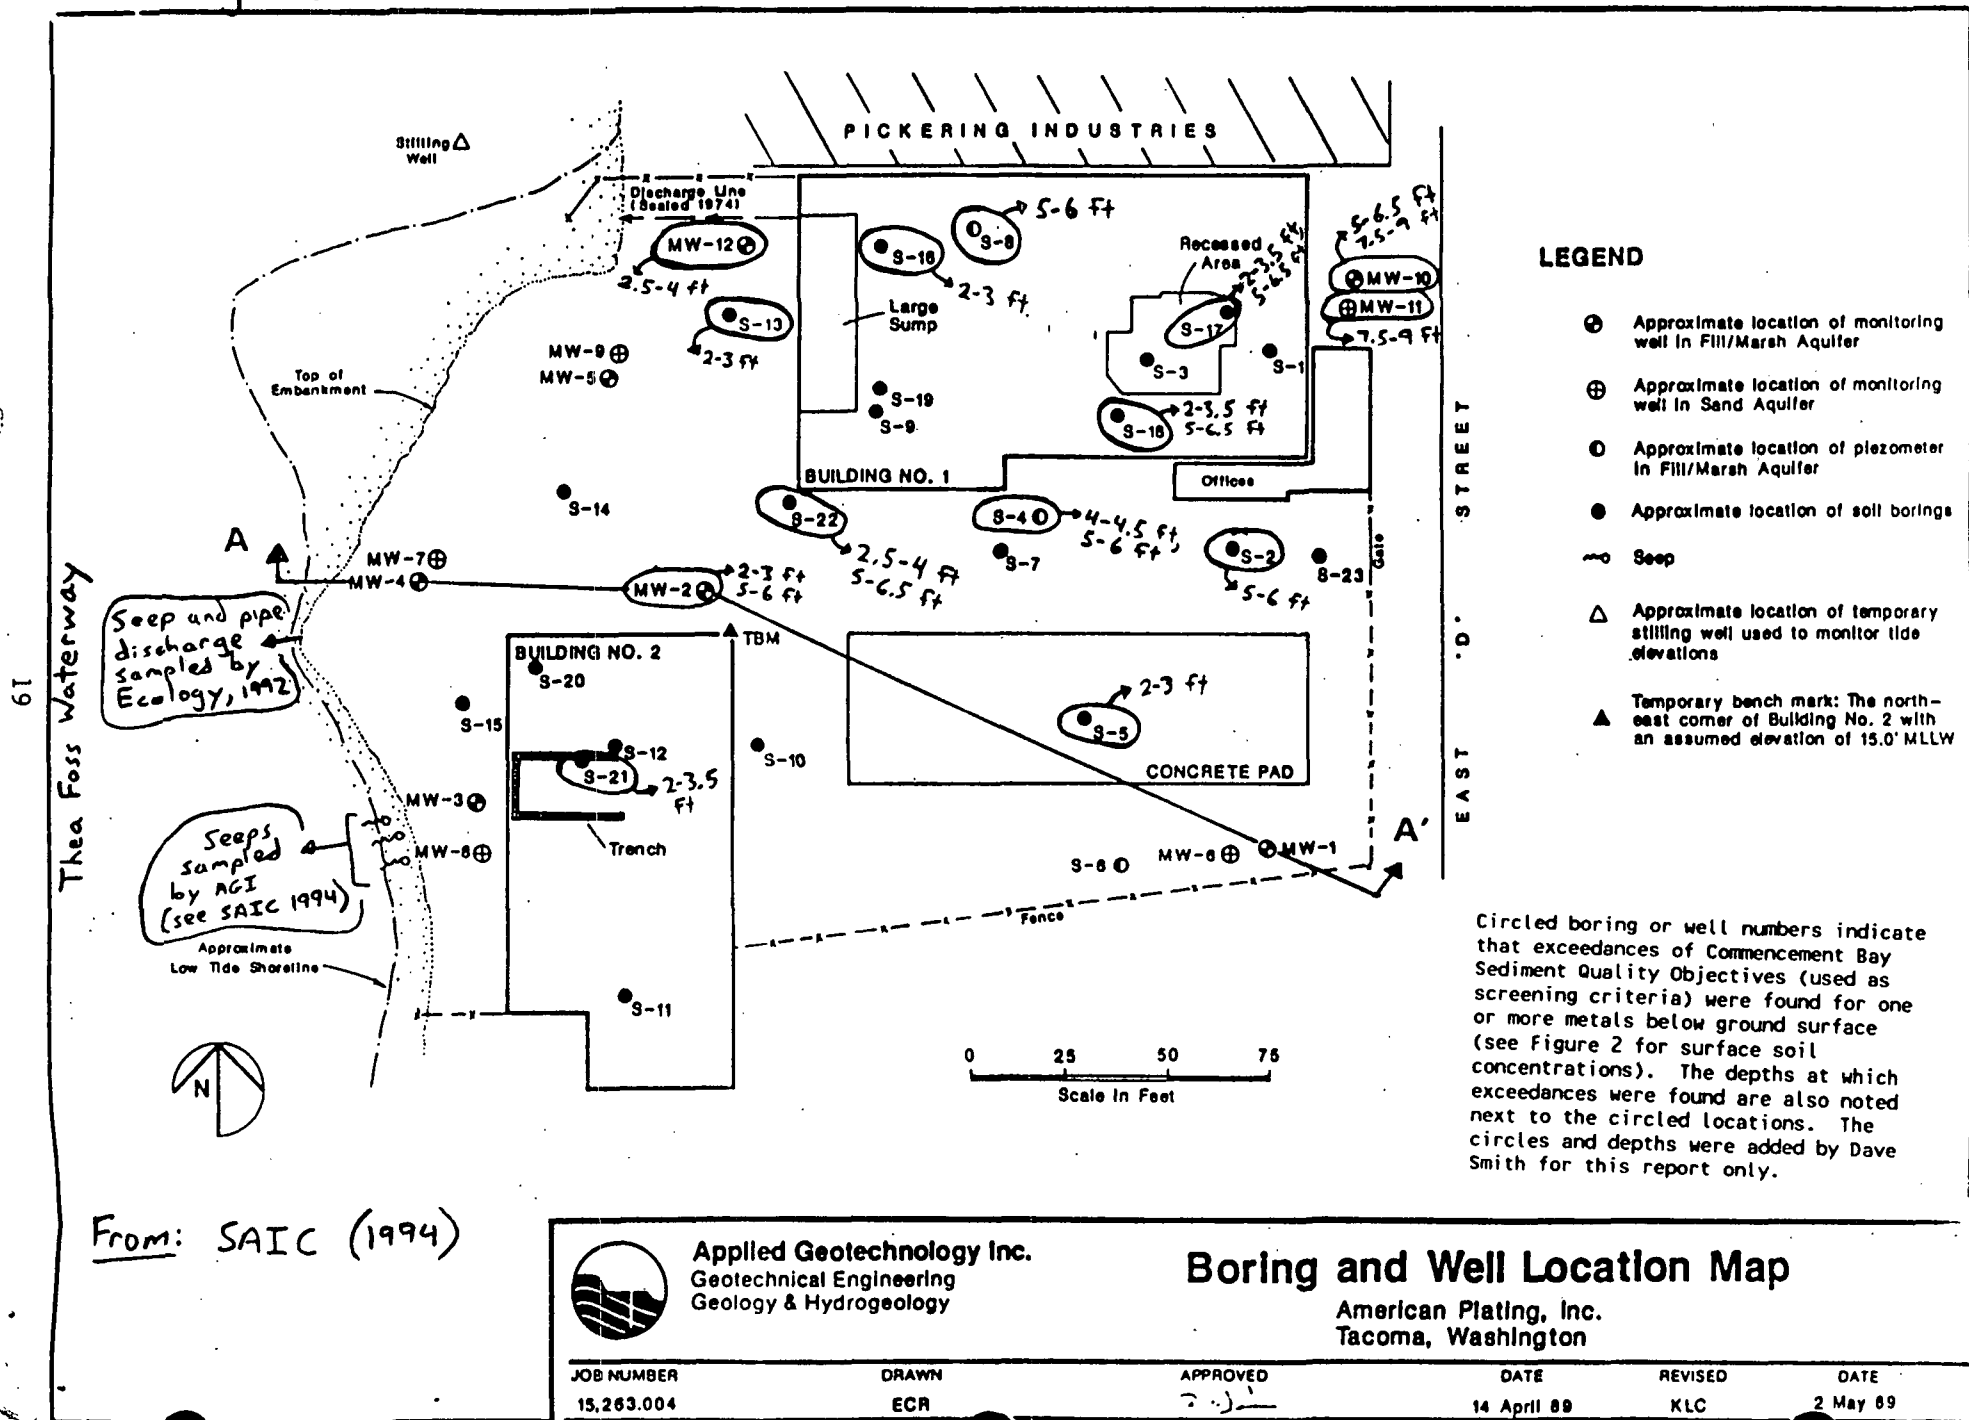 PICKERING INDUSTRIES
Stilling
Well
Discharge Line
(Sealed 1974)
5-6 ft
MW-12
2.5-4 ft
S-16
S-8
2-3 ft
Recessed
Area
2-3.5 ft,
5-6.5 ft
5-6.5 ft
7.5-9 ft
MW-10
MW-11
7.5-9 ft
S-13
2-3 ft
Large
Sump
S-17
S-3
S-1
MW-9
MW-5
Top of
Embankment
S-19
S-9
S-18
2-3.5 ft
5-6.5 ft
BUILDING NO. 1
Offices
S-14
S-22
2.5-4 ft
5-6.5 ft
S-4
4-4.5 ft,
5-6 ft
S-7
S-2
5-6 ft
S-23
Gate
EAST 'D' STREET
A
MW-7
MW-4
MW-2
2-3 ft
5-6 ft
Thea Foss Waterway
Seep and pipe
discharge
sampled by
Ecology, 1992
TBM
BUILDING NO. 2
S-20
S-15
S-12
S-21
2-3.5
ft
S-10
S-5
2-3 ft
CONCRETE PAD
MW-3
MW-8
Trench
Seeps
sampled
by AGI
(see SAIC 1994)
S-6
MW-6
MW-1
A'
Fence
Approximate
Low Tide Shoreline
S-11
N
0 25 50 75
Scale in Feet
LEGEND
Approximate location of monitoring
well in Fill/Marsh Aquifer
Approximate location of monitoring
well in Sand Aquifer
Approximate location of piezometer
in Fill/Marsh Aquifer
Approximate location of soil borings
Seep
Approximate location of temporary
stilling well used to monitor tide
elevations
Temporary bench mark: The north-
east corner of Building No. 2 with
an assumed elevation of 15.0' MLLW
Circled boring or well numbers indicate
that exceedances of Commencement Bay
Sediment Quality Objectives (used as
screening criteria) were found for one
or more metals below ground surface
(see Figure 2 for surface soil
concentrations). The depths at which
exceedances were found are also noted
next to the circled locations. The
circles and depths were added by Dave
Smith for this report only.
19
From: SAIC (1994)
Applied Geotechnology Inc.
Geotechnical Engineering
Geology & Hydrogeology
Boring and Well Location Map
American Plating, Inc.
Tacoma, Washington
JOB NUMBER DRAWN APPROVED DATE REVISED DATE
15,263.004 ECR 14 April 89 KLC 2 May 89